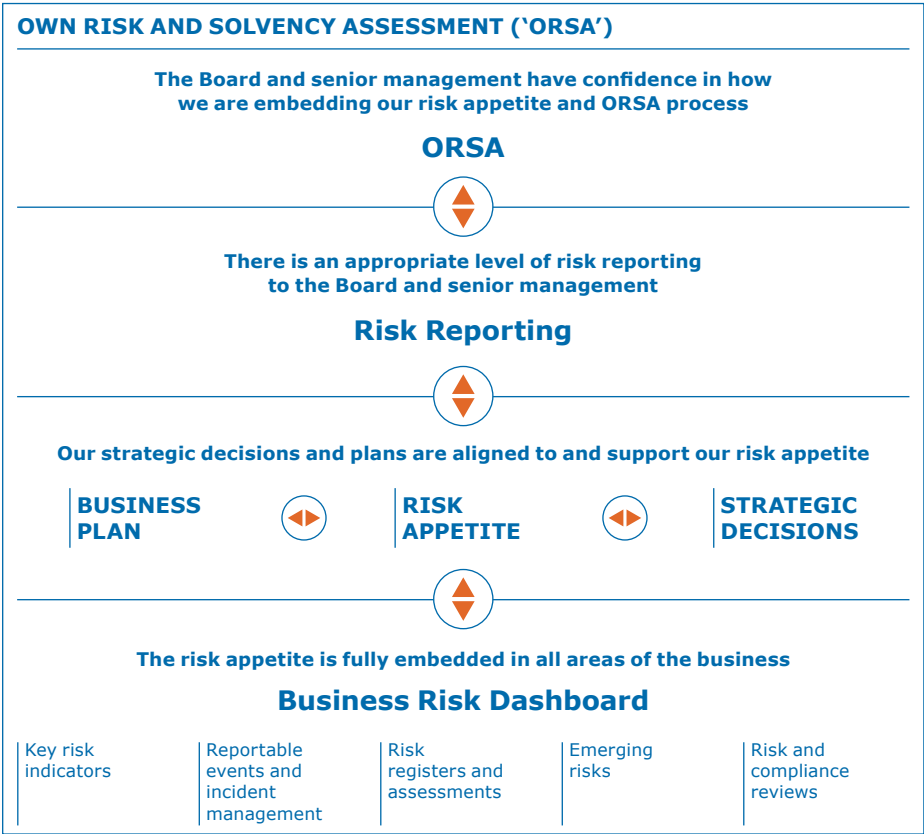 OWN RISK AND SOLVENCY ASSESSMENT (‘ORSA’)
The Board and senior management have confidence in how
we are embedding our risk appetite and ORSA process
ORSA
There is an appropriate level of risk reporting
to the Board and senior management
Risk Reporting
Our strategic decisions and plans are aligned to and support our risk appetite
BUSINESS
PLAN
RISK
APPETITE
STRATEGIC
DECISIONS
The risk appetite is fully embedded in all areas of the business
Business Risk Dashboard
Key risk
indicators
Reportable
events and
incident
management
Risk
registers and
assessments
Emerging
risks
Risk and
compliance
reviews